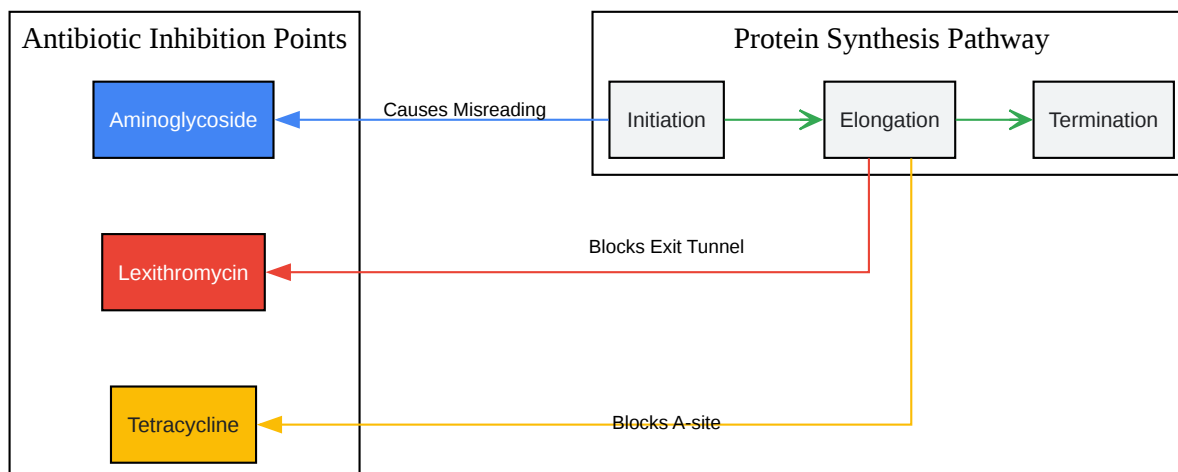 Antibiotic Inhibition Points
Protein Synthesis Pathway
Aminoglycoside
Causes Misreading
Initiation
Elongation
Termination
Blocks Exit Tunnel
Lexithromycin
Tetracycline
Blocks A-site